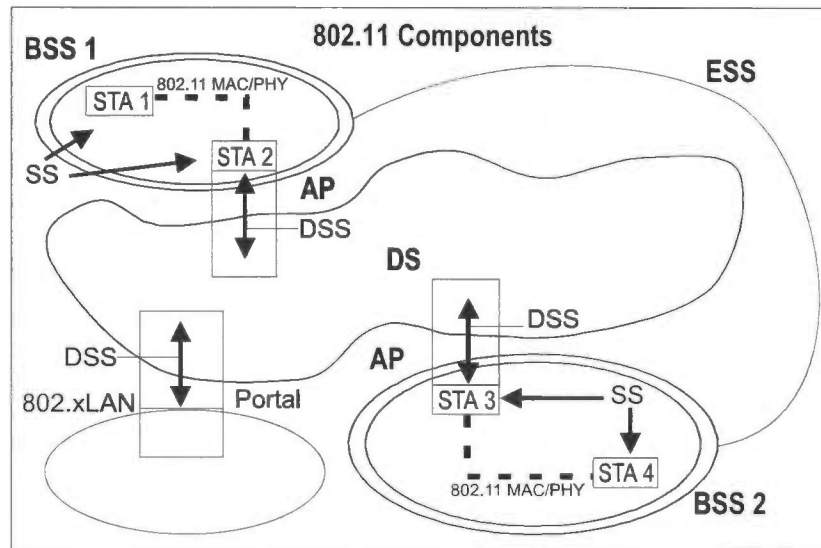 802.11 Components
BSS 1
ESS
802.11 MAC/PHY
STA 1
SS
STA 2
AP
DSS
DS
DSS
DSS
AP
802.xLAN
Portal
STA 3
SS
STA 4
802.11 MAC/PHY
BSS 2